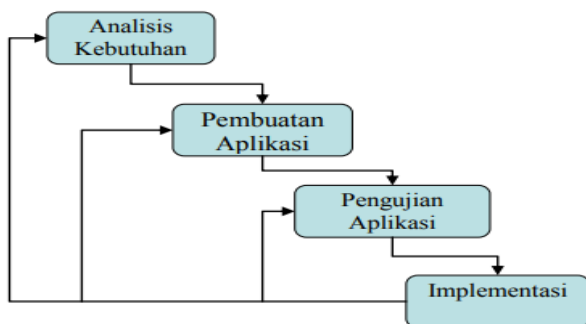 Analisis
Kebutuhan
Pembuatan
Aplikasi
Pengujian
Aplikasi
Implementasi